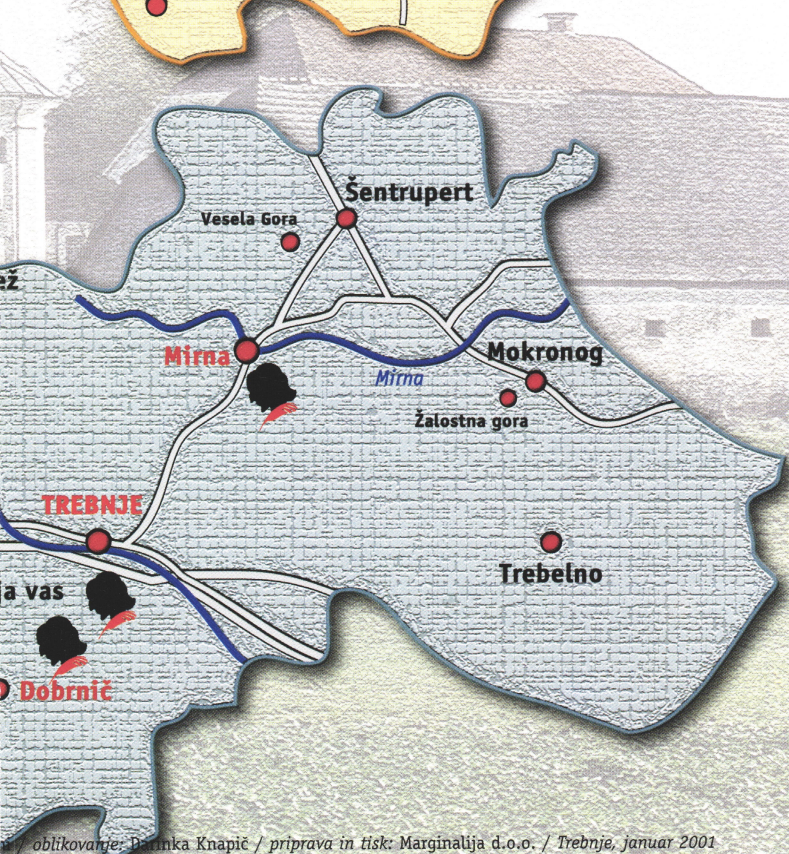 Šentrupert
Vesela Gora
ež
Mirna
Mokronog
Mirna
Žalostna gora
TREBNJE
Trebelno
ja vas
Dobrnič
/ oblikovanje: Darinka Knapič / priprava in tisk: Marginalija d.o.o. / Trebnje, januar 2001